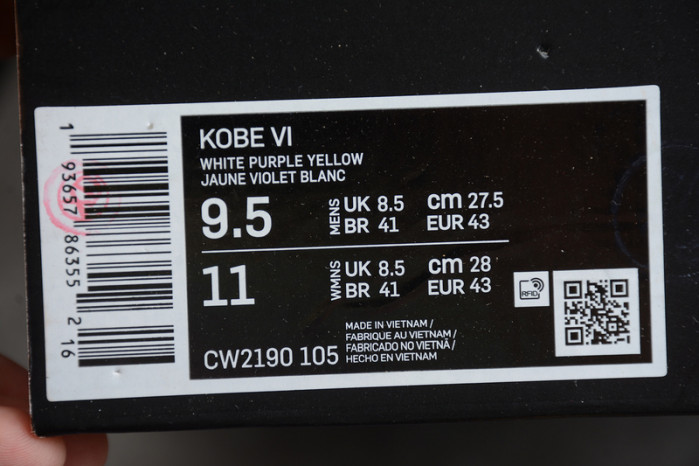 KOBE VI
WHITE PURPLE YELLOW
JAUNE VIOLET BLANC
9.5 MENS UK 8.5 cm 27.5
BR 41 EUR 43
11 WMNS UK 8.5 cm 28
BR 41 EUR 43
RFID
CW2190 105
MADE IN VIETNAM /
FABRIQUE AU VIETNAM /
FABRICADO NO VIETNÃ /
HECHO EN VIETNAM
1 93657 86355 2 16